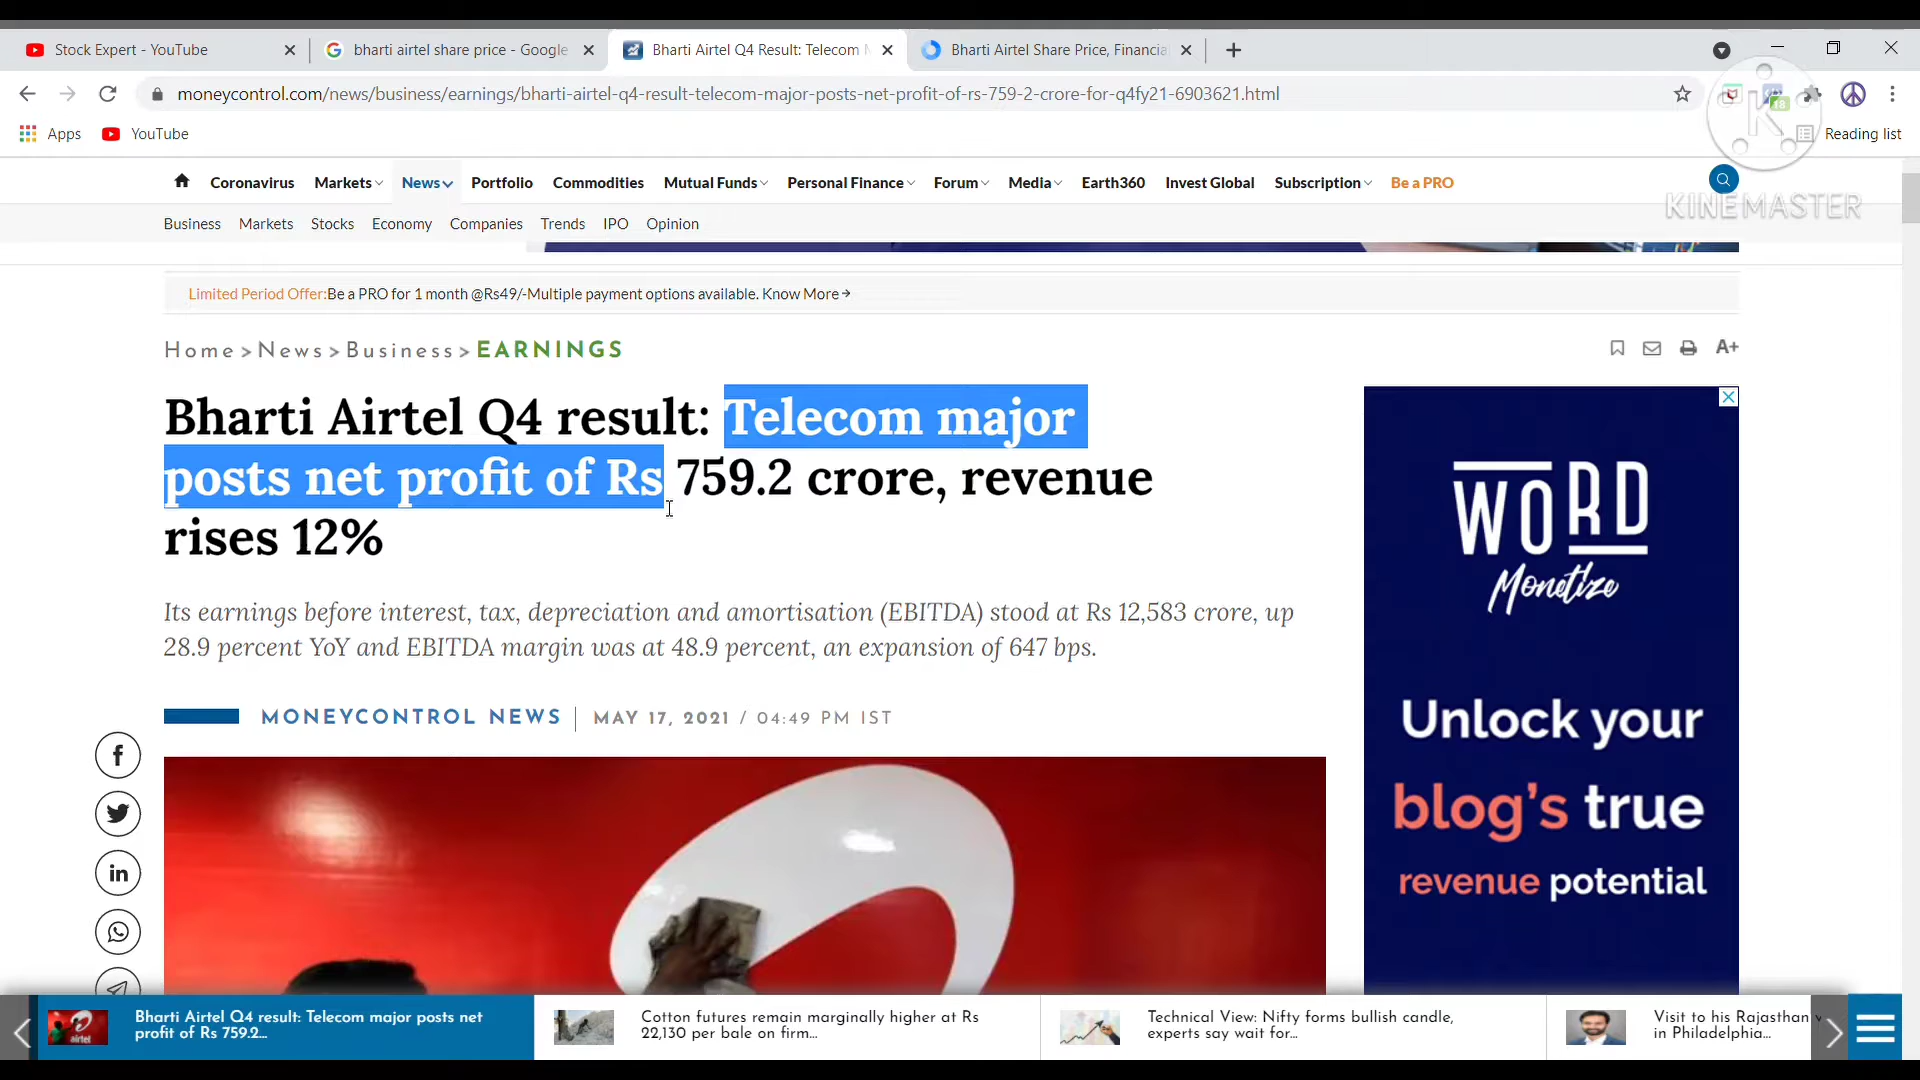 Stock Expert - YouTube
bharti airtel share price - Google
Bharti Airtel Q4 Result: Telecom
Bharti Airtel Share Price, Financia
moneycontrol.com/news/business/earnings/bharti-airtel-q4-result-telecom-major-posts-net-profit-of-rs-759-2-crore-for-q4fy21-6903621.html
Apps
YouTube
Reading list
K
KINEMASTER
Coronavirus Markets News Portfolio Commodities Mutual Funds Personal Finance Forum Media Earth360 Invest Global Subscription Be a PRO
Business Markets Stocks Economy Companies Trends IPO Opinion
Limited Period Offer:Be a PRO for 1 month @Rs49/-Multiple payment options available. Know More
Home > News > Business > EARNINGS
A+
Bharti Airtel Q4 result: Telecom major
posts net profit of Rs 759.2 crore, revenue
rises 12%
Its earnings before interest, tax, depreciation and amortisation (EBITDA) stood at Rs 12,583 crore, up
28.9 percent YoY and EBITDA margin was at 48.9 percent, an expansion of 647 bps.
MONEYCONTROL NEWS | MAY 17, 2021 / 04:49 PM IST
WORD
Monetize
Unlock your
blog's true
revenue potential
airtel
Bharti Airtel Q4 result: Telecom major posts net
profit of Rs 759.2...
Cotton futures remain marginally higher at Rs
22,130 per bale on firm...
Technical View: Nifty forms bullish candle,
experts say wait for...
Visit to his Rajasthan
in Philadelphia...